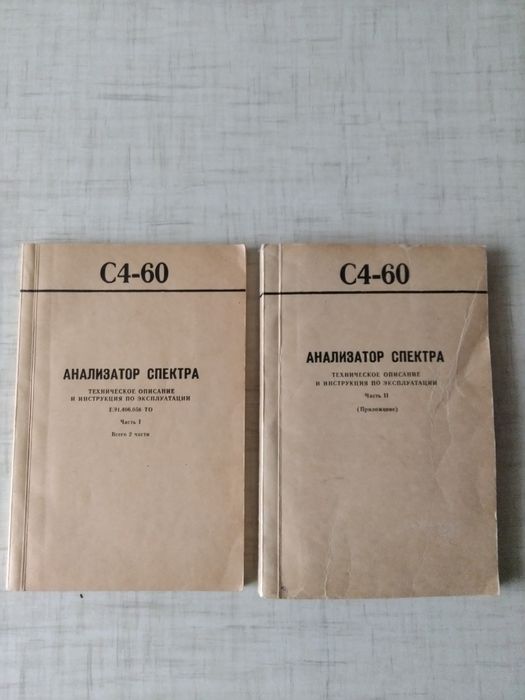 С4-60
АНАЛИЗАТОР СПЕКТРА
ТЕХНИЧЕСКОЕ ОПИСАНИЕ
И ИНСТРУКЦИЯ ПО ЭКСПЛУАТАЦИИ
ТО
Часть I
Всего 2 части
С4-60
АНАЛИЗАТОР СПЕКТРА
ТЕХНИЧЕСКОЕ ОПИСАНИЕ
И ИНСТРУКЦИЯ ПО ЭКСПЛУАТАЦИИ
Часть II
(Приложение)